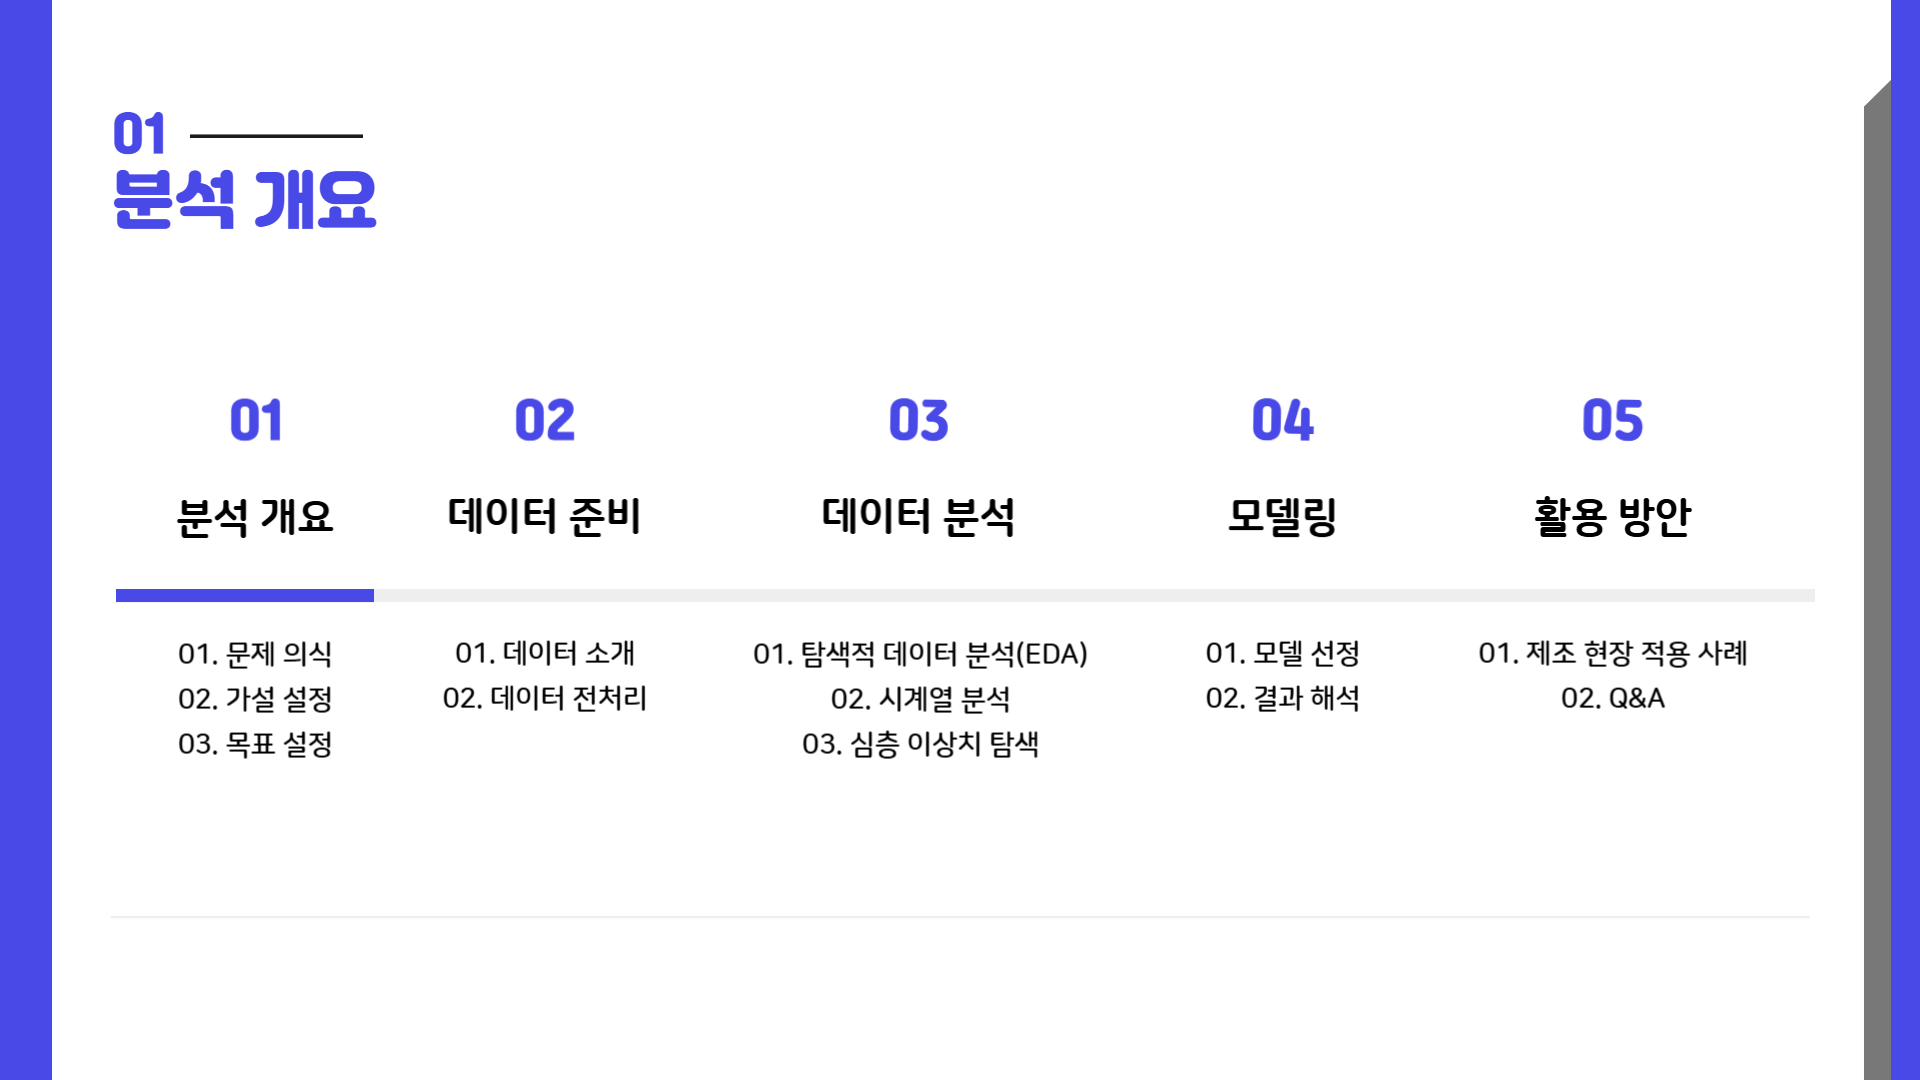 01
분석 개요
01
분석 개요
01. 문제 의식
02. 가설 설정
03. 목표 설정
02
데이터 준비
01. 데이터 소개
02. 데이터 전처리
03
데이터 분석
01. 탐색적 데이터 분석(EDA)
02. 시계열 분석
03. 심층 이상치 탐색
04
모델링
01. 모델 선정
02. 결과 해석
05
활용 방안
01. 제조 현장 적용 사례
02. Q&A